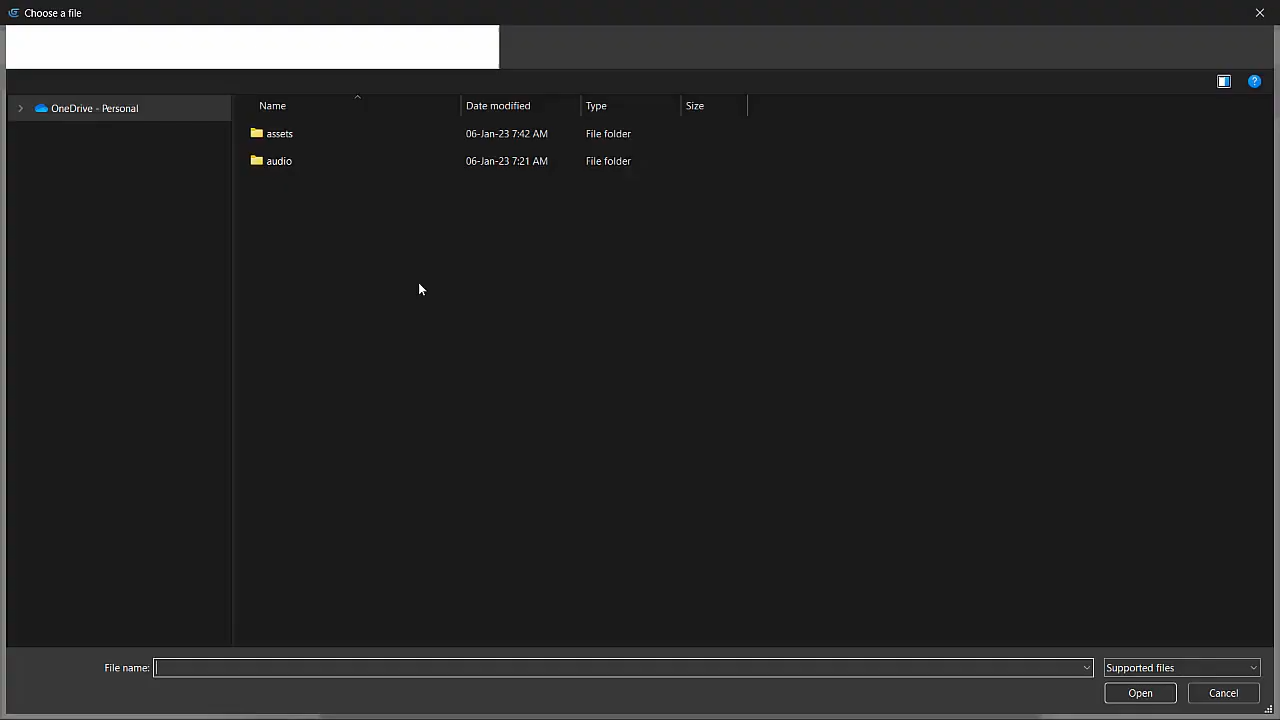 Choose a file
OneDrive - Personal
Name Date modified Type Size
assets 06-Jan-23 7:42 AM File folder
audio 06-Jan-23 7:21 AM File folder
File name: Supported files
Open Cancel